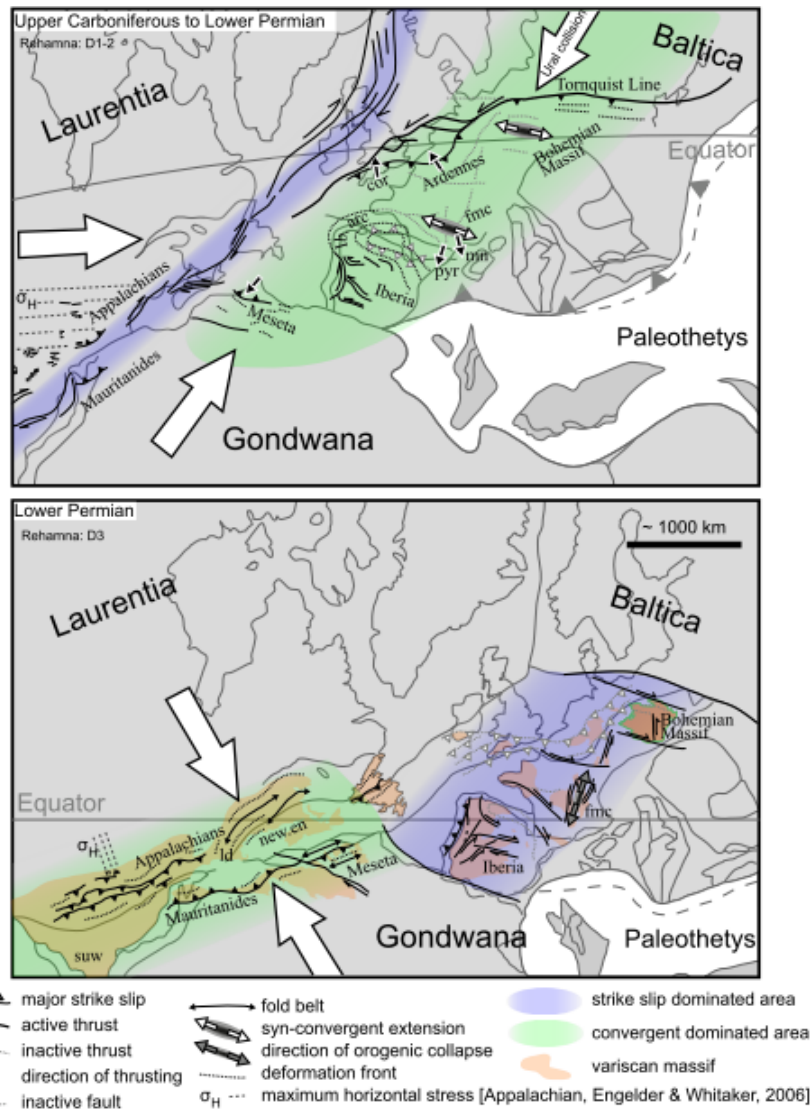 Upper Carboniferous to Lower Permian
Rehamna: D1-2
Laurentia
Baltica
Ural collision
Tornquist Line
Bohemian
Massif
Equator
Ardennes
cor
arc
ib
fmc
mn
pyr
Iberia
Appalachians
σH
Meseta
Mauritanides
Paleothetys
Gondwana
Lower Permian
Rehamna: D3
~ 1000 km
Laurentia
Baltica
Bohemian
Massif
Equator
fmc
σH
Appalachians
new.en
ld
Meseta
Iberia
Mauritanides
suw
Gondwana
Paleothetys
major strike slip
active thrust
inactive thrust
direction of thrusting
inactive fault
fold belt
syn-convergent extension
direction of orogenic collapse
deformation front
σH --- maximum horizontal stress [Appalachian, Engelder & Whitaker, 2006]
strike slip dominated area
convergent dominated area
variscan massif